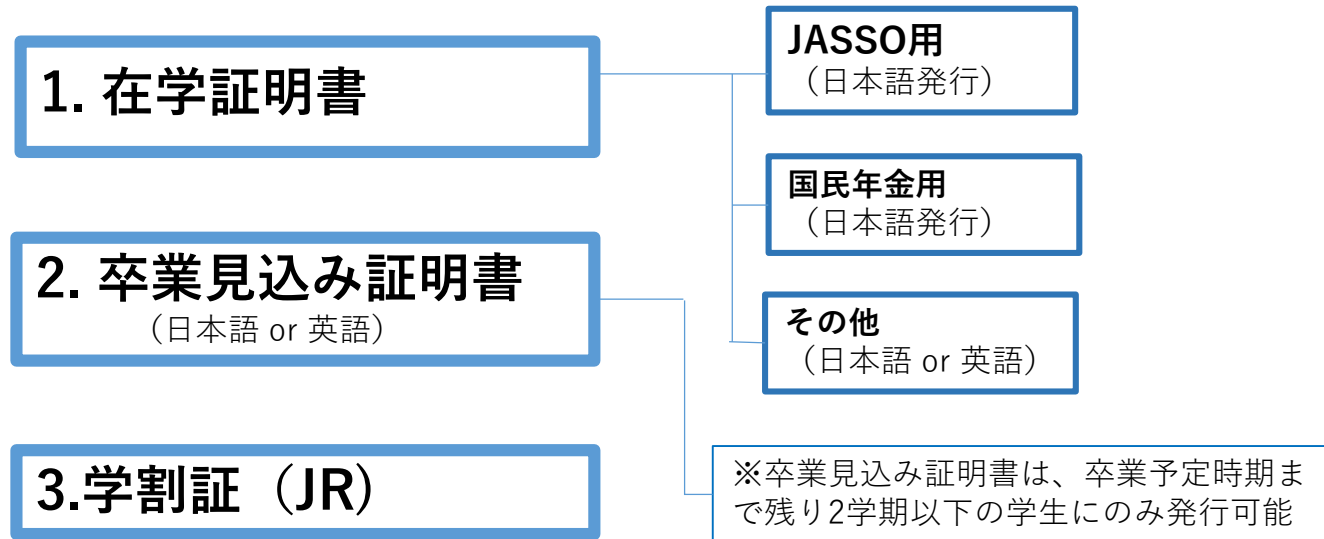 1. 在学証明書
JASSO用
（日本語発行）
国民年金用
（日本語発行）
その他
（日本語 or 英語）
2. 卒業見込み証明書
（日本語 or 英語）
※卒業見込み証明書は、卒業予定時期ま
で残り2学期以下の学生にのみ発行可能
3.学割証（JR）